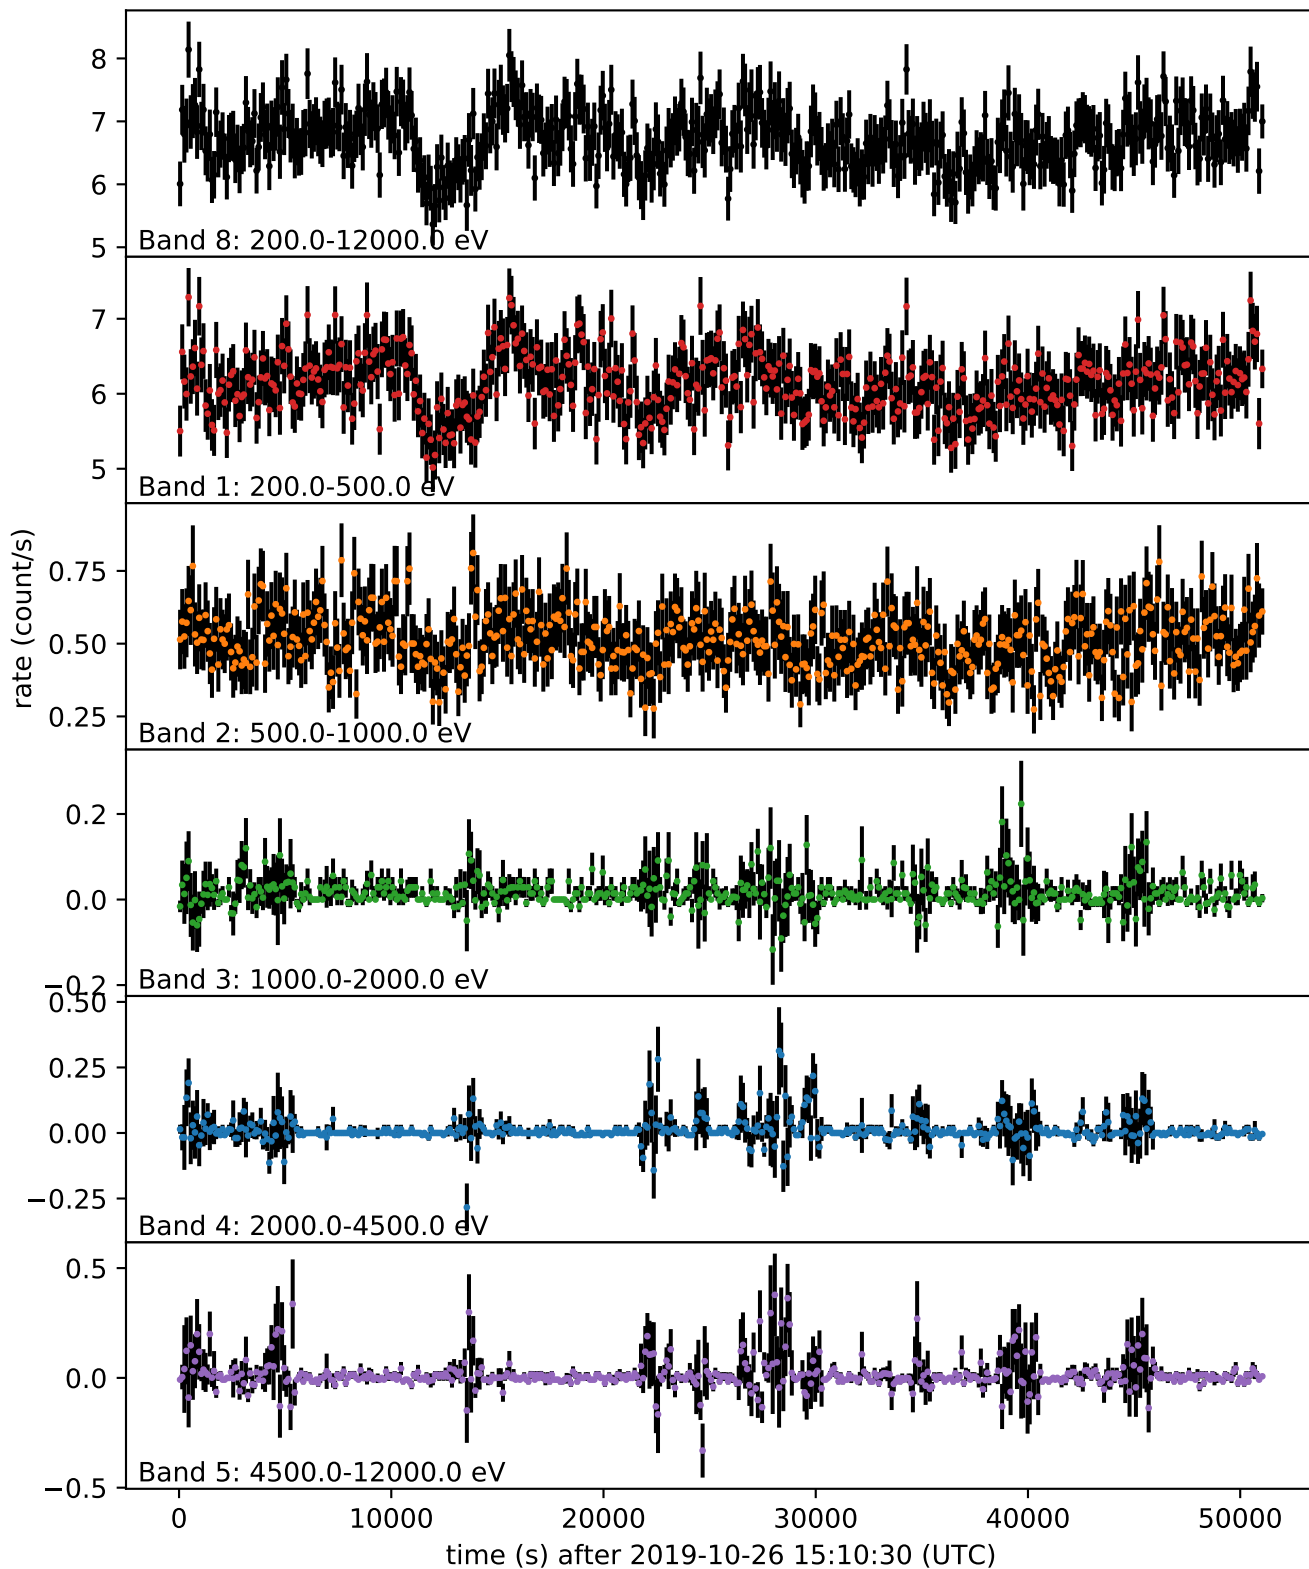 8
7
6
5
Band 8: 200.0-12000.0 eV
7
6
5
Band 1: 200.0-500.0 eV
rate (count/s)
0.75
0.50
0.25
Band 2: 500.0-1000.0 eV
0.2
0.0
−0.2
Band 3: 1000.0-2000.0 eV
0.50
0.25
0.00
−0.25
Band 4: 2000.0-4500.0 eV
0.5
0.0
−0.5
Band 5: 4500.0-12000.0 eV
0 10000 20000 30000 40000 50000
time (s) after 2019-10-26 15:10:30 (UTC)